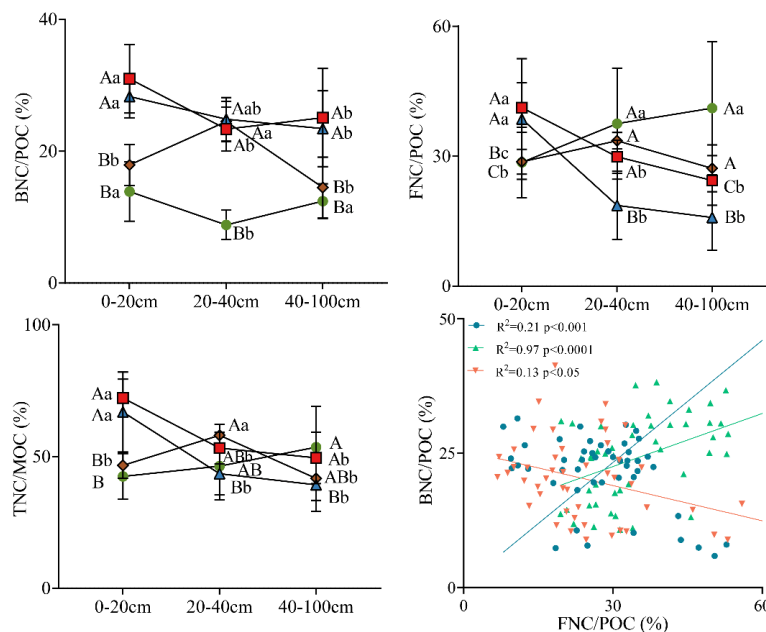 40
20
0
BNC/POC (%)
Aa
Aa
Bb
Ba
Aab
Aa
Ab
Bb
Ab
Ab
Bb
Ba
0-20cm 20-40cm 40-100cm
60
30
0
FNC/POC (%)
Aa
Aa
Bc
Cb
Aa
A
Ab
Bb
Aa
A
Cb
Bb
0-20cm 20-40cm 40-100cm
100
50
0
TNC/MOC (%)
Aa
Aa
Bb
B
Aa
ABb
AB
Bb
A
Ab
ABb
Bb
0-20cm 20-40cm 40-100cm
50
25
0
BNC/POC (%)
R²=0.21 p<0.001
R²=0.97 p<0.0001
R²=0.13 p<0.05
0 30 60
FNC/POC (%)